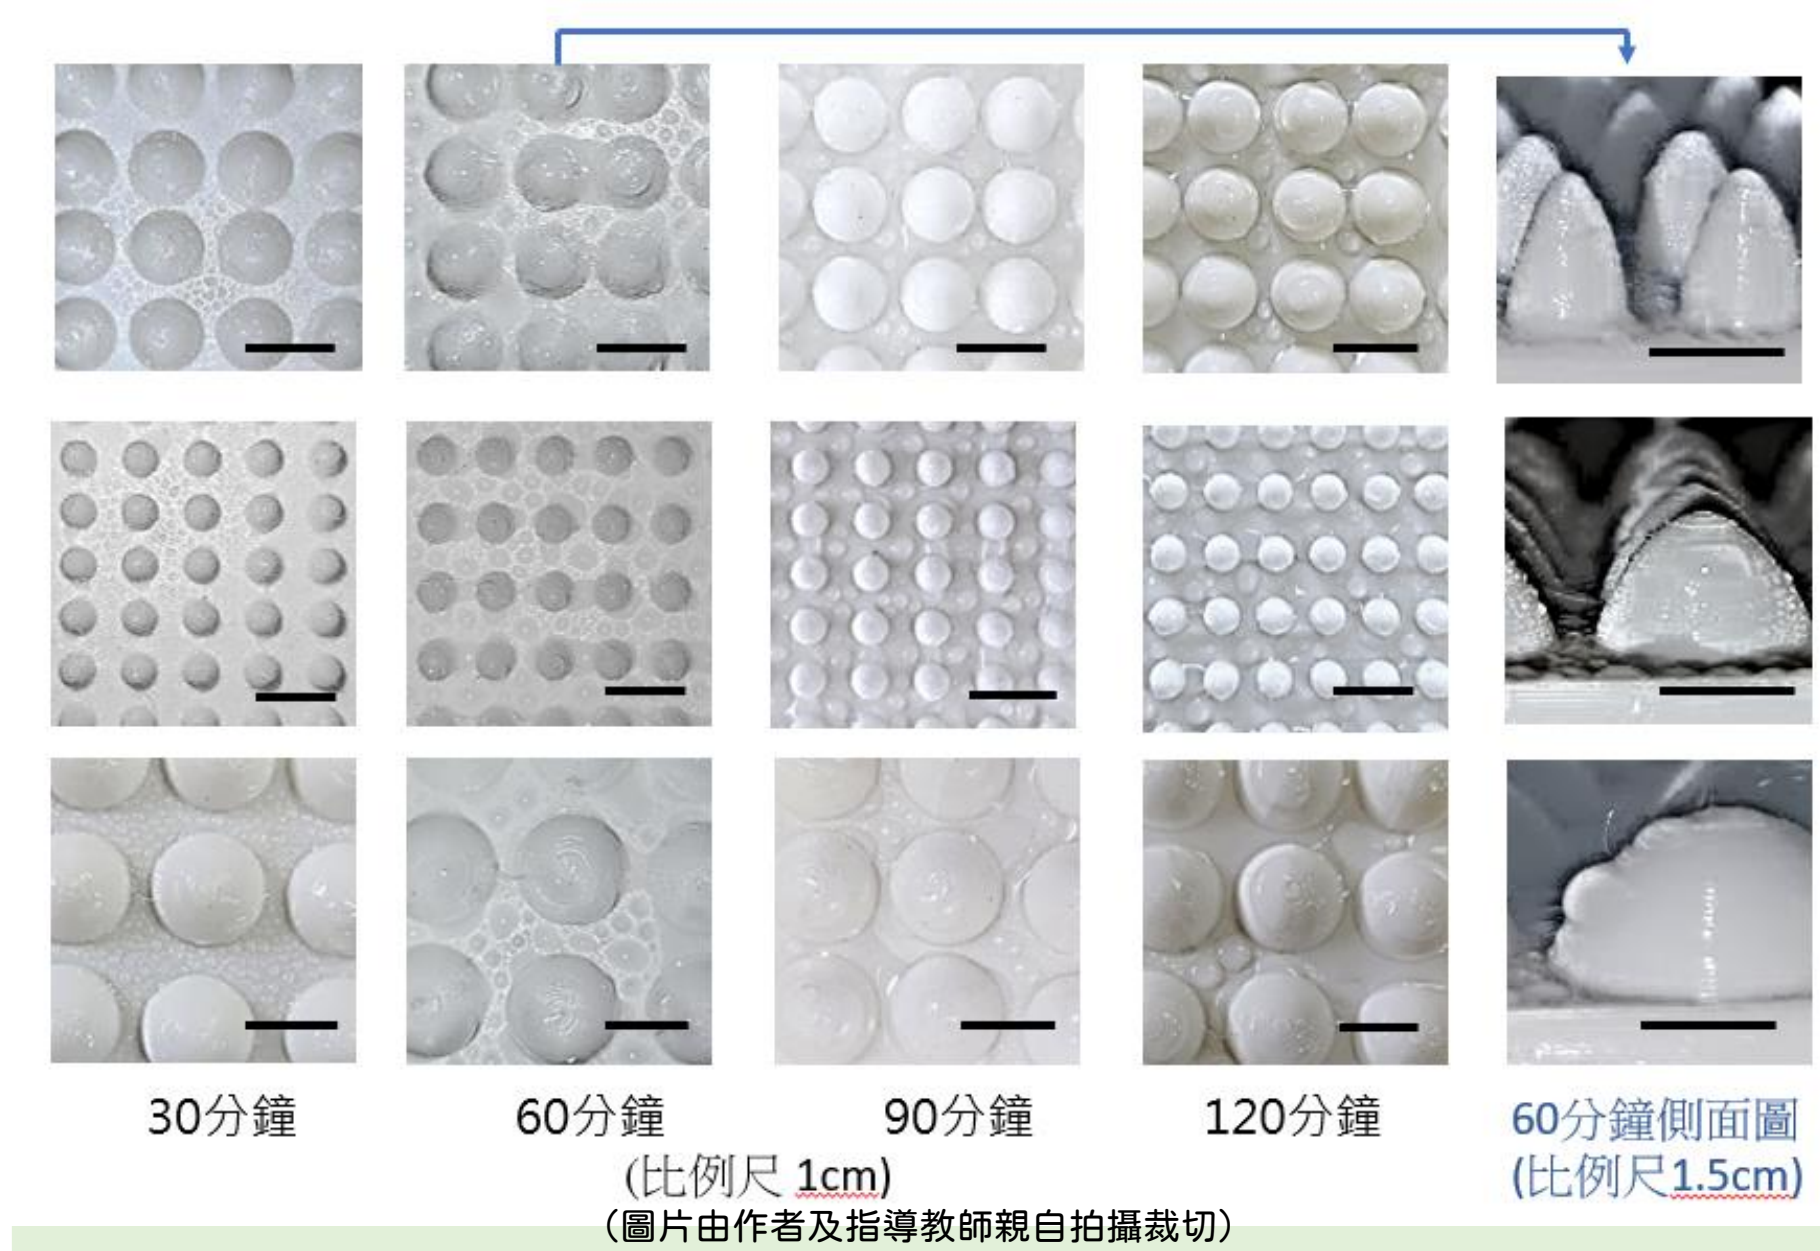 30分鐘
60分鐘
90分鐘
120分鐘
60分鐘側面圖
(比例尺 1cm)
(比例尺1.5cm)
(圖片由作者及指導教師親自拍攝裁切)